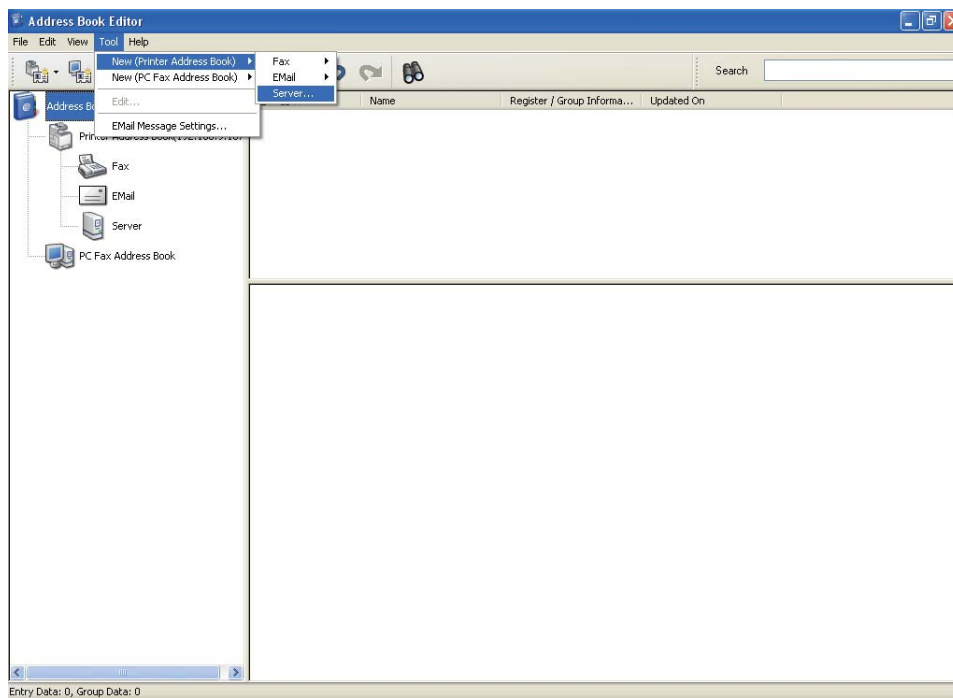 Address Book Editor
File Edit View Tool Help
New (Printer Address Book)
New (PC Fax Address Book)
Edit...
EMail Message Settings...
Fax
EMail
Server...
Search
Name Register / Group Informa... Updated On
Address
Fax
EMail
Server
PC Fax Address Book
Entry Data: 0, Group Data: 0